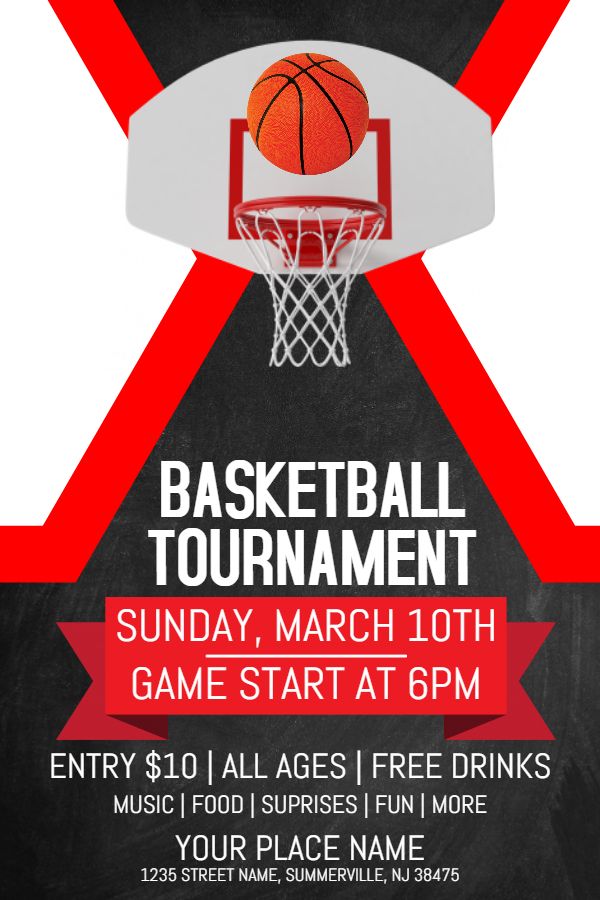 BASKETBALL
TOURNAMENT
SUNDAY, MARCH 10TH
GAME START AT 6PM
ENTRY $10 | ALL AGES | FREE DRINKS
MUSIC | FOOD | SUPRISES | FUN | MORE
YOUR PLACE NAME
1235 STREET NAME, SUMMERVILLE, NJ 38475